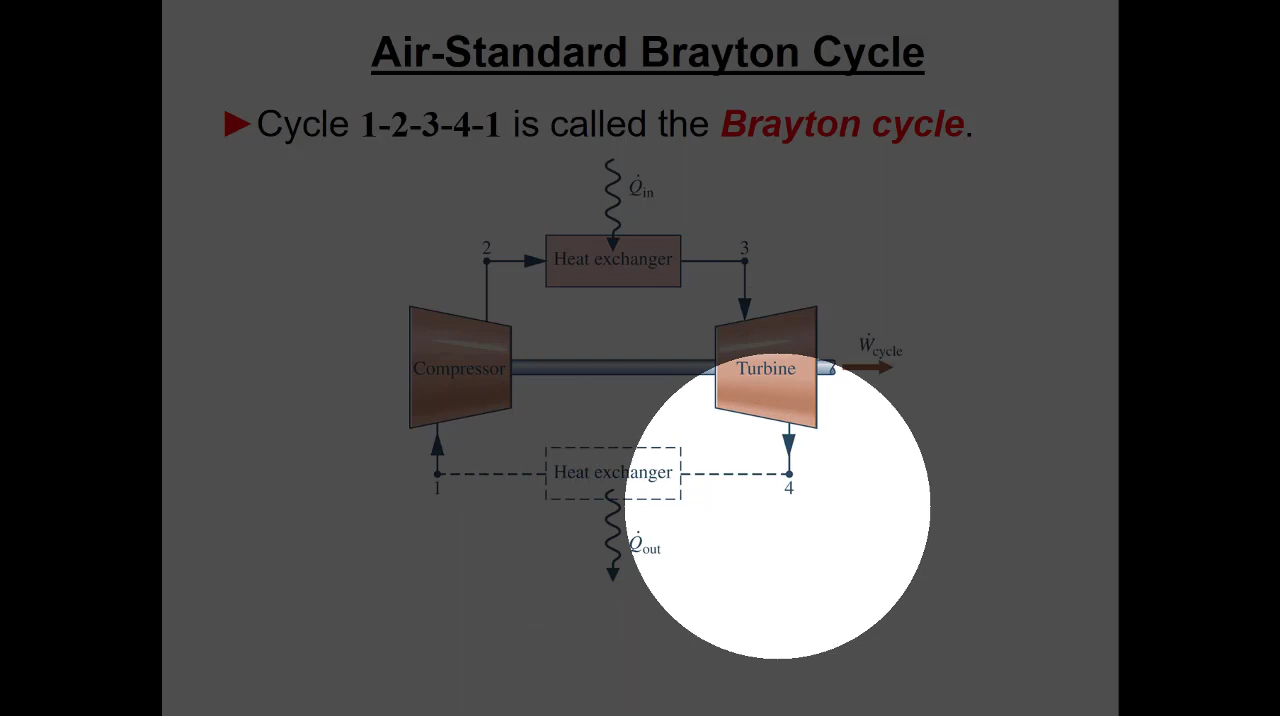 Air-Standard Brayton Cycle
►Cycle 1-2-3-4-1 is called the Brayton cycle.
Q̇in
2
Heat exchanger
3
Ẇcycle
Compressor
Turbine
Heat exchanger
1
4
Q̇out